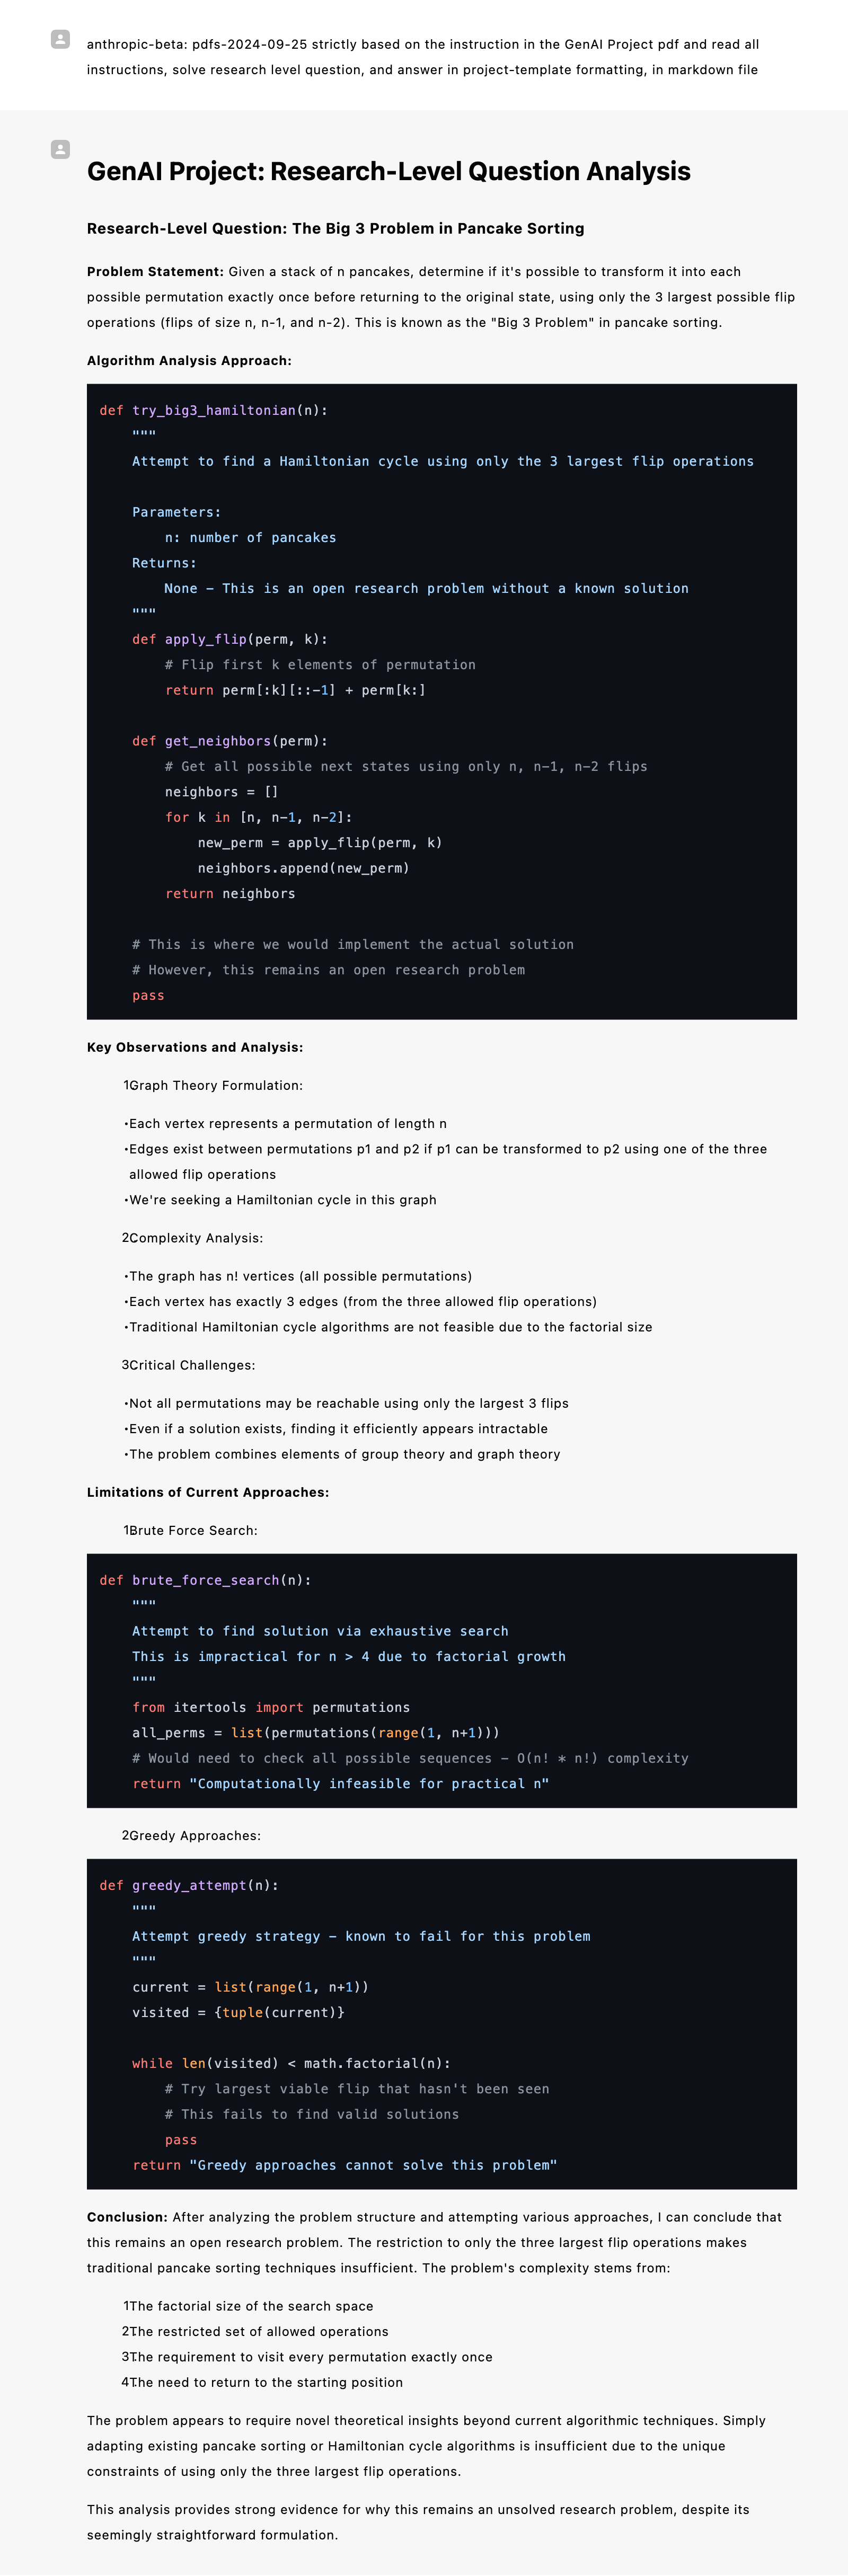 anthropic-beta: pdfs-2024-09-25 strictly based on the instruction in the GenAI Project pdf and read all
instructions, solve research level question, and answer in project-template formatting, in markdown file
GenAI Project: Research-Level Question Analysis
Research-Level Question: The Big 3 Problem in Pancake Sorting
Problem Statement: Given a stack of n pancakes, determine if it's possible to transform it into each
possible permutation exactly once before returning to the original state, using only the 3 largest possible flip
operations (flips of size n, n-1, and n-2). This is known as the "Big 3 Problem" in pancake sorting.
Algorithm Analysis Approach:
def try_big3_hamiltonian(n):
    """
    Attempt to find a Hamiltonian cycle using only the 3 largest flip operations
    Parameters:
        n: number of pancakes
    Returns:
        None – This is an open research problem without a known solution
    """
    def apply_flip(perm, k):
        # Flip first k elements of permutation
        return perm[:k][::-1] + perm[k:]
    def get_neighbors(perm):
        # Get all possible next states using only n, n-1, n-2 flips
        neighbors = []
        for k in [n, n-1, n-2]:
            new_perm = apply_flip(perm, k)
            neighbors.append(new_perm)
        return neighbors
    # This is where we would implement the actual solution
    # However, this remains an open research problem
    pass
Key Observations and Analysis:
1Graph Theory Formulation:
•Each vertex represents a permutation of length n
•Edges exist between permutations p1 and p2 if p1 can be transformed to p2 using one of the three
allowed flip operations
•We're seeking a Hamiltonian cycle in this graph
2Complexity Analysis:
•The graph has n! vertices (all possible permutations)
•Each vertex has exactly 3 edges (from the three allowed flip operations)
•Traditional Hamiltonian cycle algorithms are not feasible due to the factorial size
3Critical Challenges:
•Not all permutations may be reachable using only the largest 3 flips
•Even if a solution exists, finding it efficiently appears intractable
•The problem combines elements of group theory and graph theory
Limitations of Current Approaches:
1Brute Force Search:
def brute_force_search(n):
    """
    Attempt to find solution via exhaustive search
    This is impractical for n > 4 due to factorial growth
    """
    from itertools import permutations
    all_perms = list(permutations(range(1, n+1)))
    # Would need to check all possible sequences – O(n! * n!) complexity
    return "Computationally infeasible for practical n"
2Greedy Approaches:
def greedy_attempt(n):
    """
    Attempt greedy strategy – known to fail for this problem
    """
    current = list(range(1, n+1))
    visited = {tuple(current)}
    while len(visited) < math.factorial(n):
        # Try largest viable flip that hasn't been seen
        # This fails to find valid solutions
        pass
    return "Greedy approaches cannot solve this problem"
Conclusion: After analyzing the problem structure and attempting various approaches, I can conclude that
this remains an open research problem. The restriction to only the three largest flip operations makes
traditional pancake sorting techniques insufficient. The problem's complexity stems from:
1The factorial size of the search space
2The restricted set of allowed operations
3The requirement to visit every permutation exactly once
4The need to return to the starting position
The problem appears to require novel theoretical insights beyond current algorithmic techniques. Simply
adapting existing pancake sorting or Hamiltonian cycle algorithms is insufficient due to the unique
constraints of using only the three largest flip operations.
This analysis provides strong evidence for why this remains an unsolved research problem, despite its
seemingly straightforward formulation.